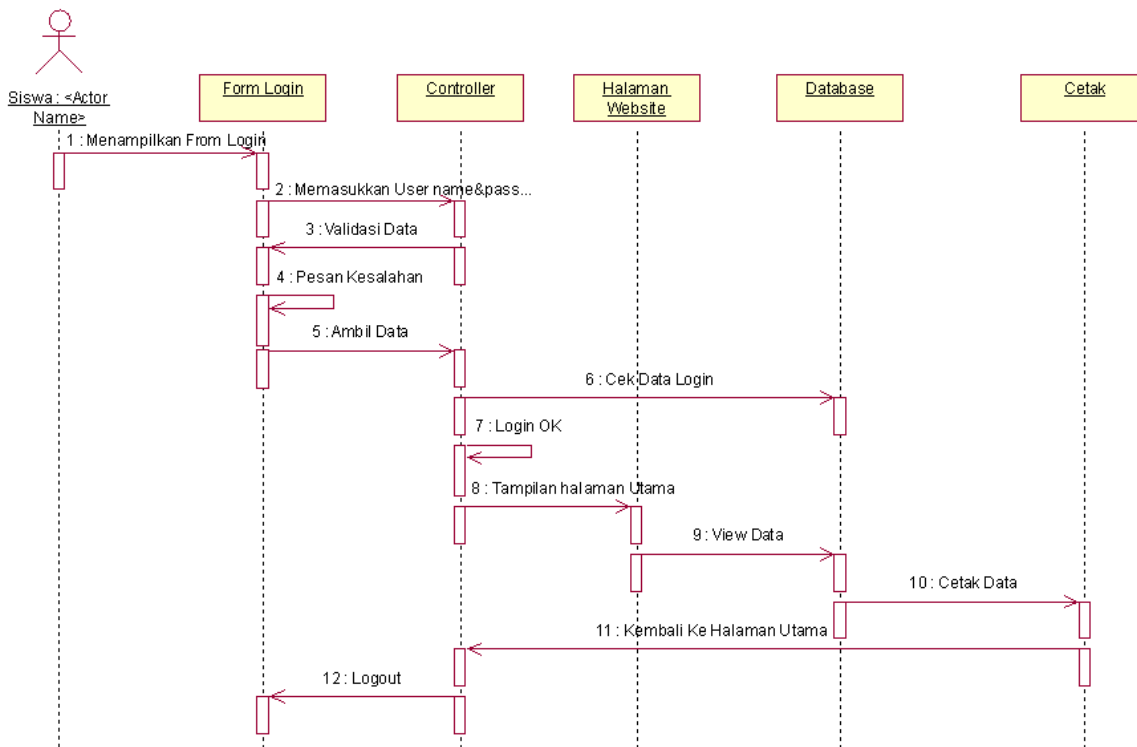 Siswa : <Actor
Name>
Form Login
Controller
Halaman
Website
Database
Cetak
1 : Menampilkan From Login
2 : Memasukkan User name&pass...
3 : Validasi Data
4 : Pesan Kesalahan
5 : Ambil Data
6 : Cek Data Login
7 : Login OK
8 : Tampilan halaman Utama
9 : View Data
10 : Cetak Data
11 : Kembali Ke Halaman Utama
12 : Logout